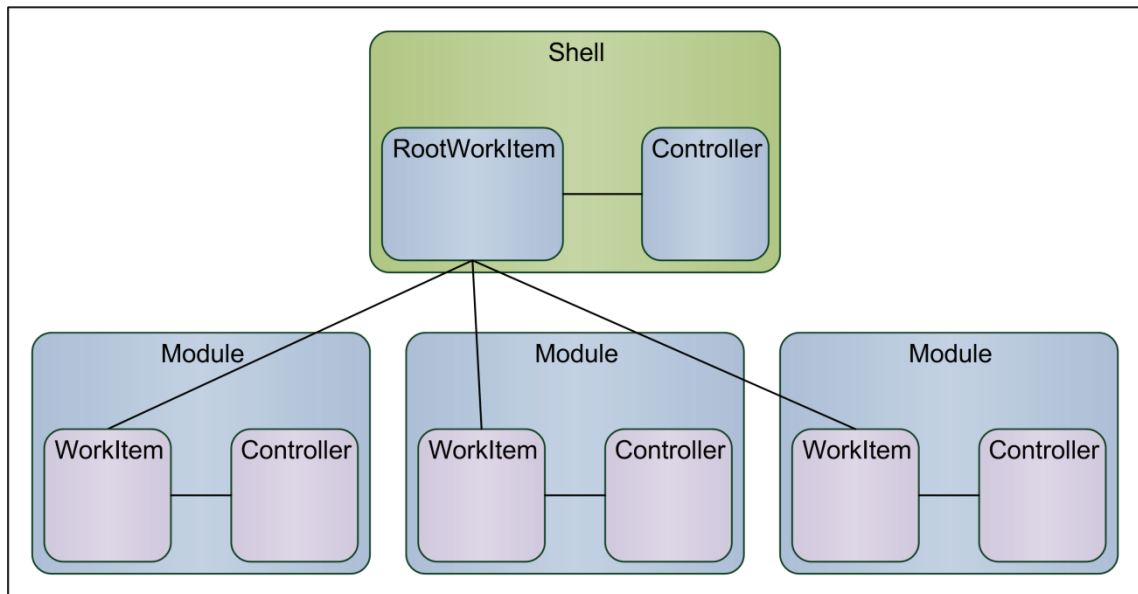 Shell
RootWorkItem
Controller
Module
Module
Module
WorkItem
Controller
WorkItem
Controller
WorkItem
Controller